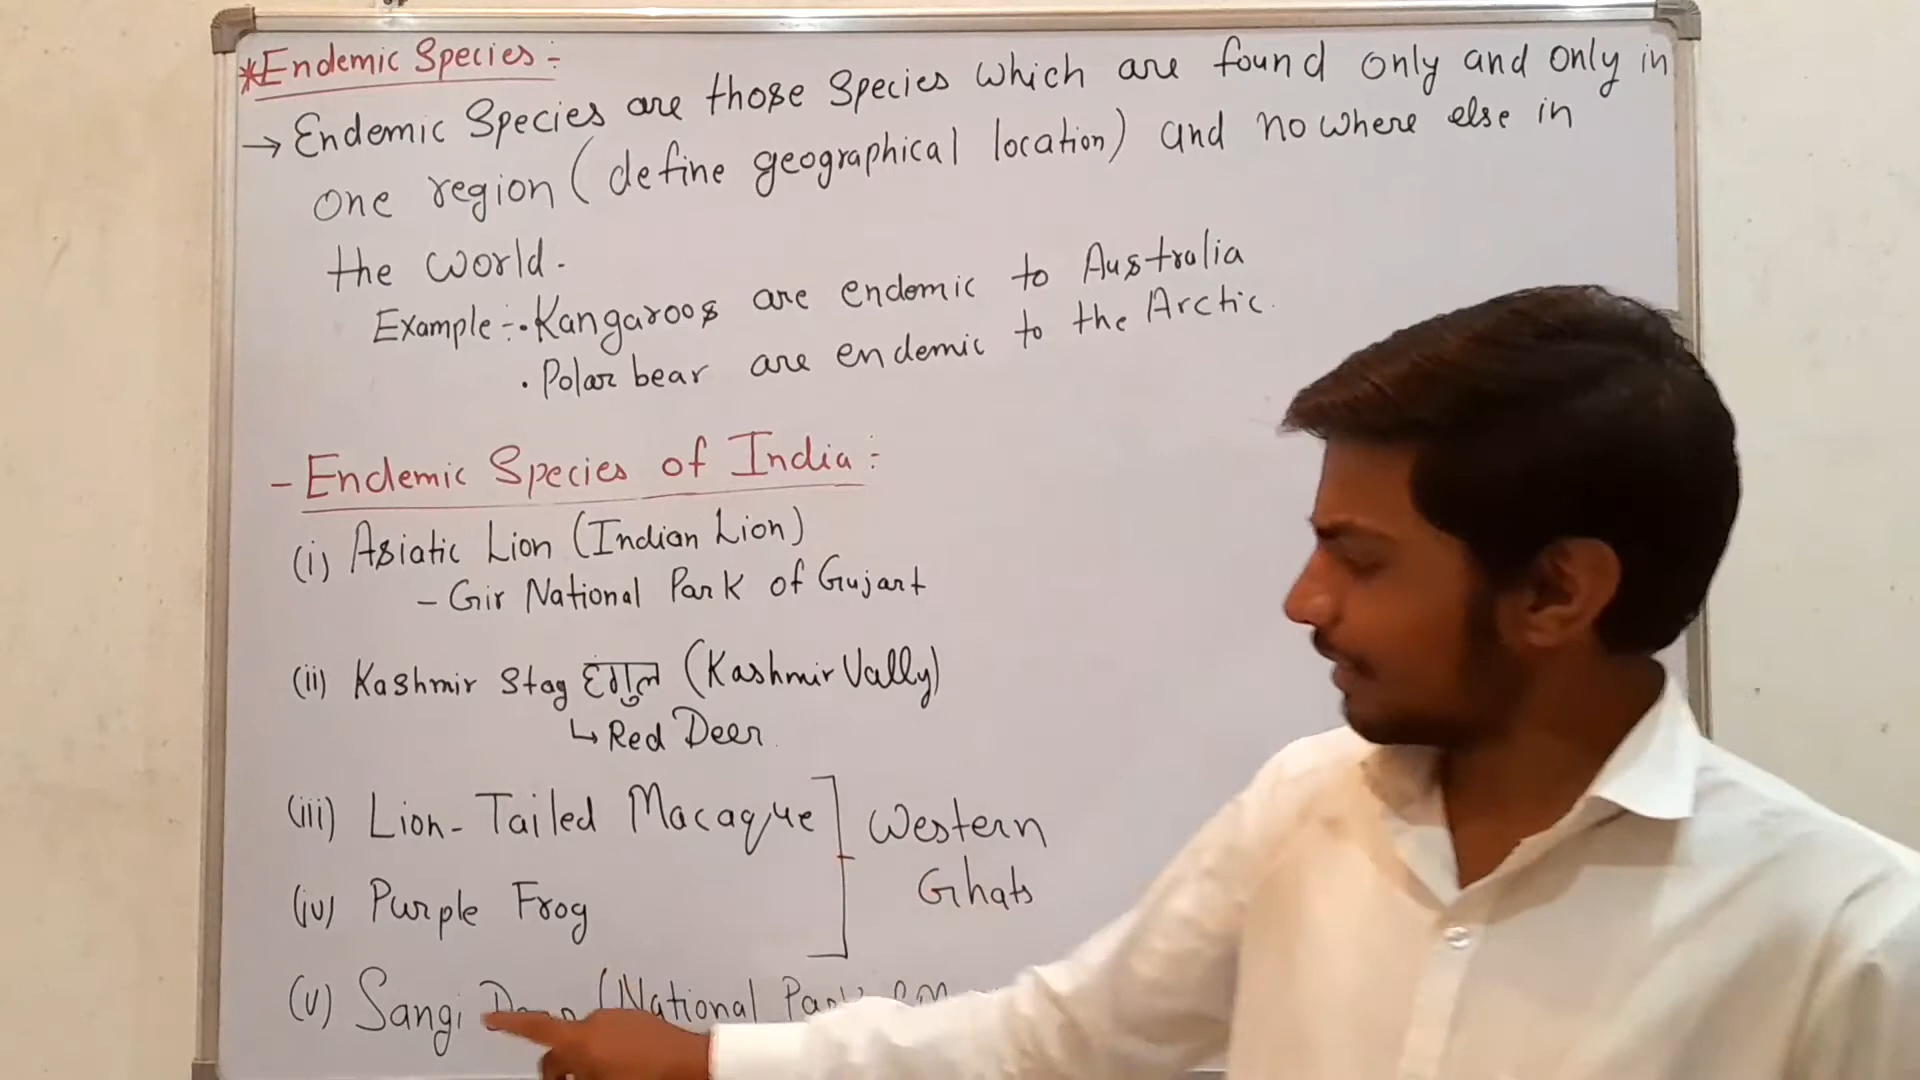 *Endemic Species :-
→ Endemic Species are those Species which are found only and only in
one region (define geographical location) and nowhere else in
the world.
Example :- • Kangaroos are endemic to Australia
• Polar bear are endemic to the Arctic.
- Endemic Species of India :
(i) Asiatic Lion (Indian Lion)
- Gir National Park of Gujart
(ii) Kashmir Stag हंगुल (Kashmir Vally)
↳ Red Deer
(iii) Lion-Tailed Macaque
(iv) Purple Frog
Western
Ghats
(v) Sangi (National